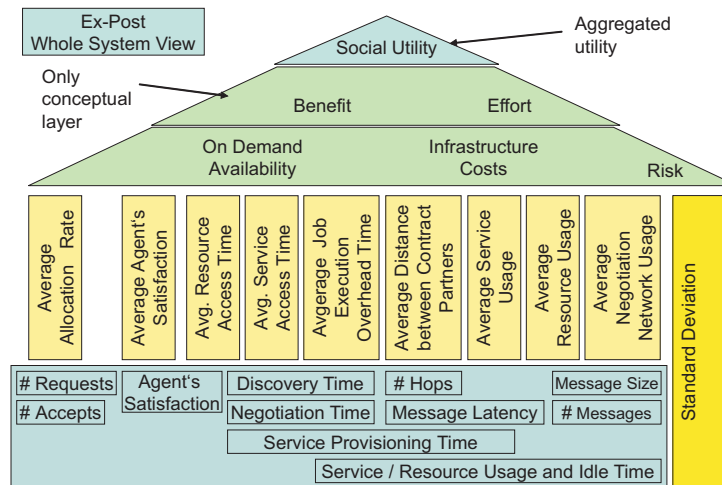 Ex-Post
Whole System View
Social Utility
Aggregated
utility
Only
conceptual
layer
Benefit
Effort
On Demand
Availability
Infrastructure
Costs
Risk
Average
Allocation Rate
Average Agent's
Satisfaction
Avg. Resource
Access Time
Avg. Service
Access Time
Avgerage Job
Execution
Overhead Time
Average Distance
between Contract
Partners
Average Service
Usage
Average
Resource Usage
Average
Negotiation
Network Usage
Standard Deviation
# Requests
# Accepts
Agent's
Satisfaction
Discovery Time
Negotiation Time
# Hops
Message Latency
Message Size
# Messages
Service Provisioning Time
Service / Resource Usage and Idle Time